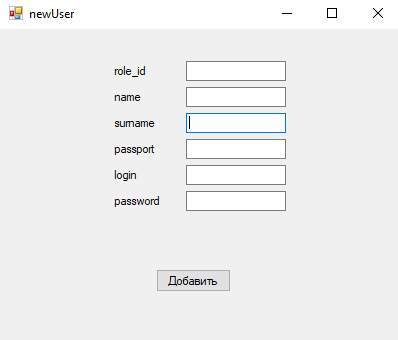 newUser
role_id
name
surname
passport
login
password
Добавить